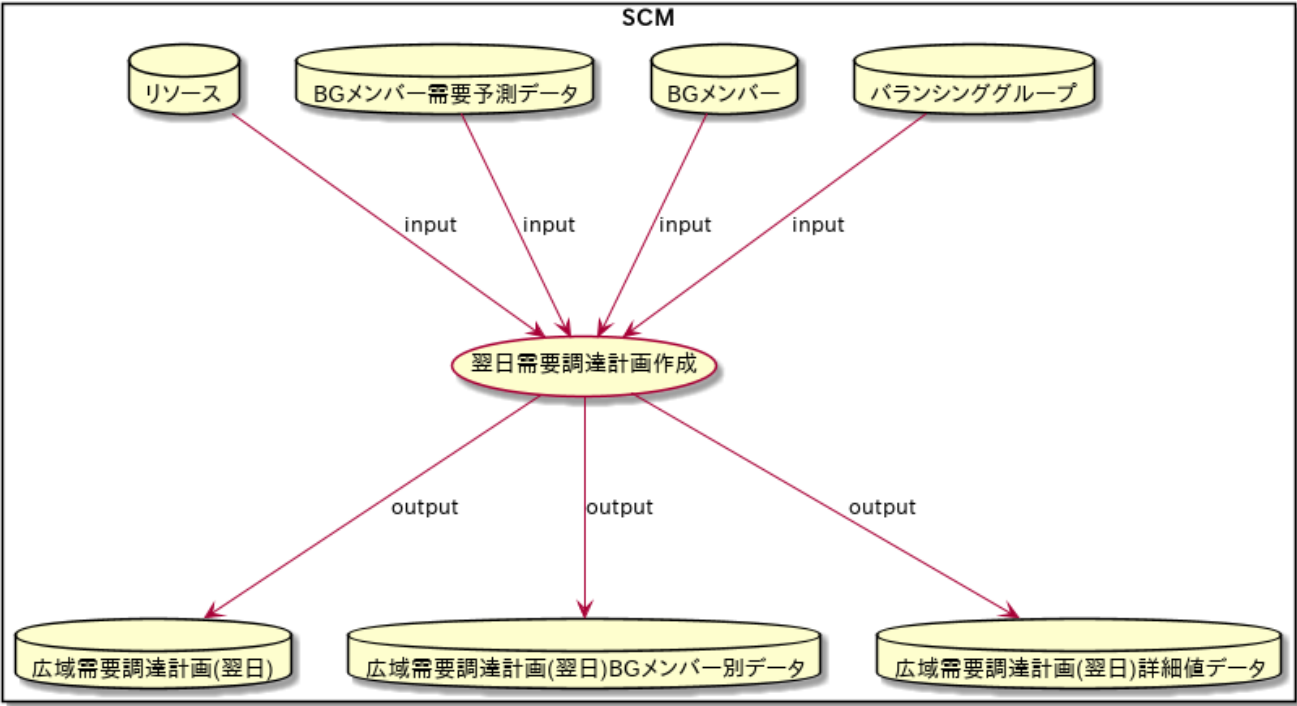 SCM
リソース
BGメンバー需要予測データ
BGメンバー
バランシンググループ
input
input
input
input
翌日需要調達計画作成
output
output
output
広域需要調達計画(翌日)
広域需要調達計画(翌日)BGメンバー別データ
広域需要調達計画(翌日)詳細値データ